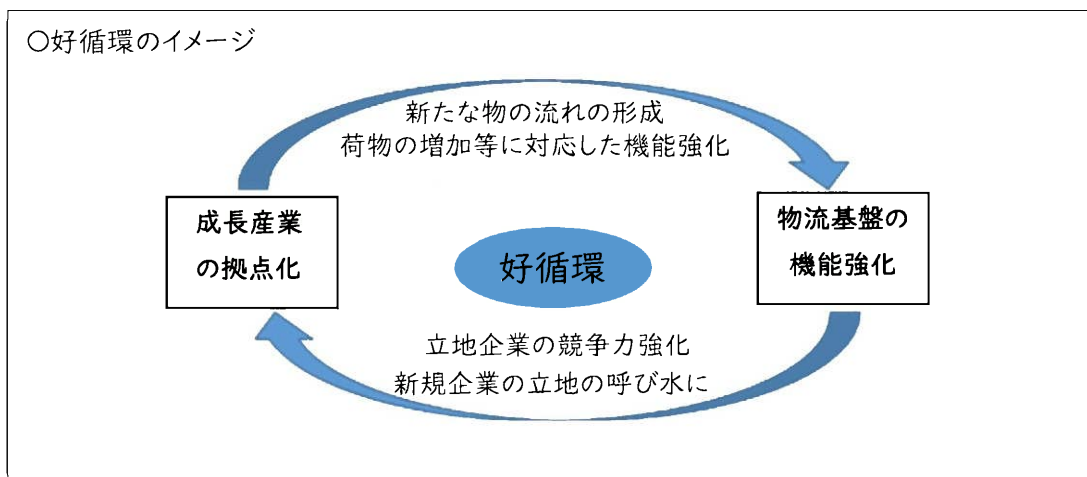 〇好循環のイメージ
新たな物の流れの形成
荷物の増加等に対応した機能強化
成長産業
の拠点化
好循環
物流基盤の
機能強化
立地企業の競争力強化
新規企業の立地の呼び水に